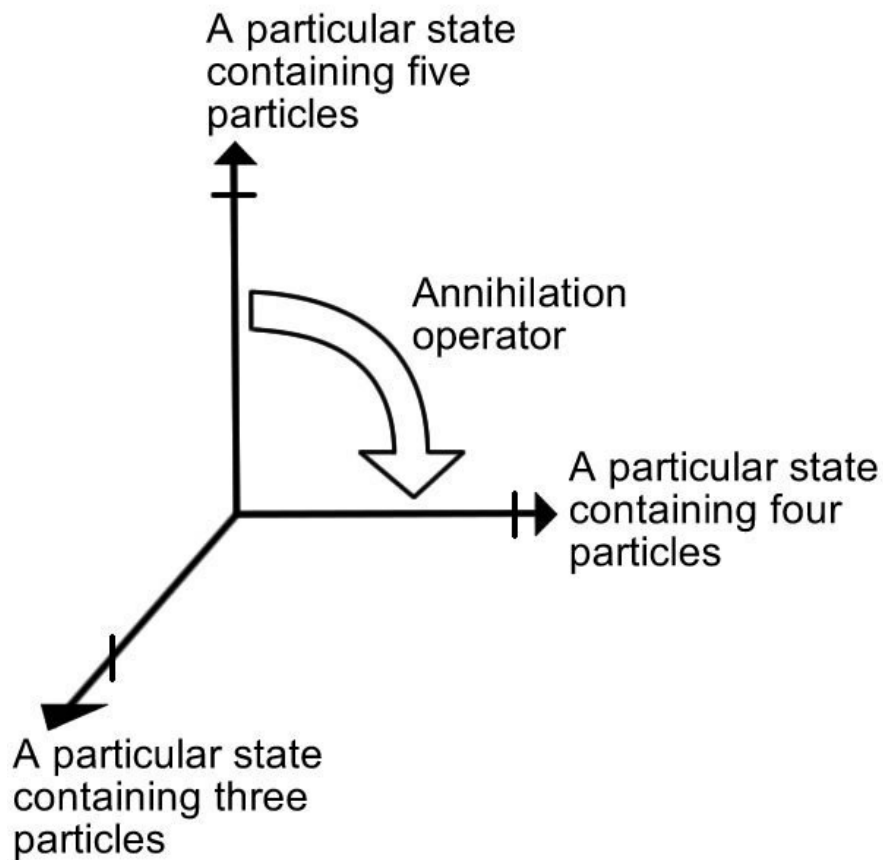 A particular state
containing five
particles
Annihilation
operator
A particular state
containing four
particles
A particular state
containing three
particles